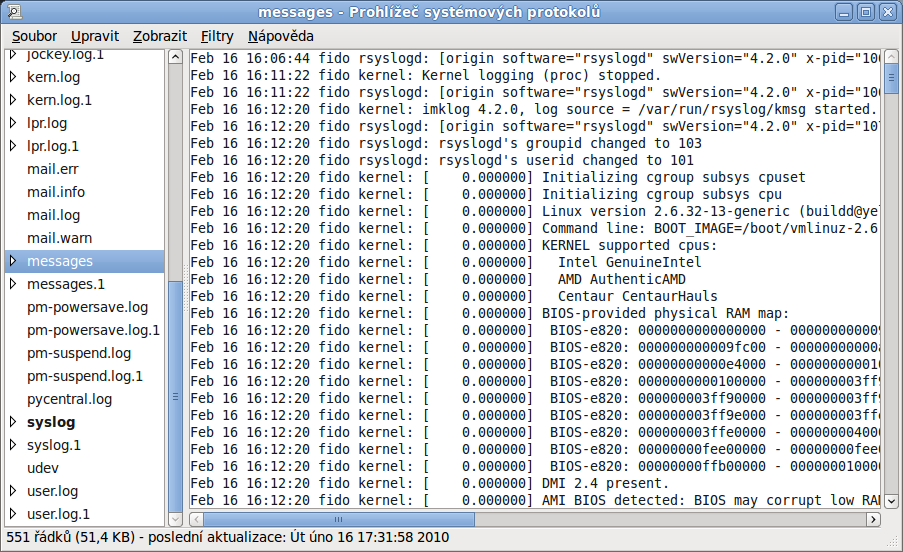 messages - Prohlížeč systémových protokolů
Soubor Upravit Zobrazit Filtry Nápověda
jockey.log.1
kern.log
kern.log.1
lpr.log
lpr.log.1
mail.err
mail.info
mail.log
mail.warn
messages
messages.1
pm-powersave.log
pm-powersave.log.1
pm-suspend.log
pm-suspend.log.1
pycentral.log
syslog
syslog.1
udev
user.log
user.log.1
Feb 16 16:06:44 fido rsyslogd: [origin software="rsyslogd" swVersion="4.2.0" x-pid="106
Feb 16 16:11:22 fido kernel: Kernel logging (proc) stopped.
Feb 16 16:11:22 fido rsyslogd: [origin software="rsyslogd" swVersion="4.2.0" x-pid="106
Feb 16 16:12:20 fido kernel: imklog 4.2.0, log source = /var/run/rsyslog/kmsg started.
Feb 16 16:12:20 fido rsyslogd: [origin software="rsyslogd" swVersion="4.2.0" x-pid="107
Feb 16 16:12:20 fido rsyslogd: rsyslogd's groupid changed to 103
Feb 16 16:12:20 fido rsyslogd: rsyslogd's userid changed to 101
Feb 16 16:12:20 fido kernel: [    0.000000] Initializing cgroup subsys cpuset
Feb 16 16:12:20 fido kernel: [    0.000000] Initializing cgroup subsys cpu
Feb 16 16:12:20 fido kernel: [    0.000000] Linux version 2.6.32-13-generic (buildd@yel
Feb 16 16:12:20 fido kernel: [    0.000000] Command line: BOOT_IMAGE=/boot/vmlinuz-2.6
Feb 16 16:12:20 fido kernel: [    0.000000] KERNEL supported cpus:
Feb 16 16:12:20 fido kernel: [    0.000000]   Intel GenuineIntel
Feb 16 16:12:20 fido kernel: [    0.000000]   AMD AuthenticAMD
Feb 16 16:12:20 fido kernel: [    0.000000]   Centaur CentaurHauls
Feb 16 16:12:20 fido kernel: [    0.000000] BIOS-provided physical RAM map:
Feb 16 16:12:20 fido kernel: [    0.000000]  BIOS-e820: 0000000000000000 - 000000000009
Feb 16 16:12:20 fido kernel: [    0.000000]  BIOS-e820: 000000000009fc00 - 00000000000a
Feb 16 16:12:20 fido kernel: [    0.000000]  BIOS-e820: 00000000000e4000 - 000000000010
Feb 16 16:12:20 fido kernel: [    0.000000]  BIOS-e820: 0000000000100000 - 000000003ff9
Feb 16 16:12:20 fido kernel: [    0.000000]  BIOS-e820: 000000003ff90000 - 000000003ff9
Feb 16 16:12:20 fido kernel: [    0.000000]  BIOS-e820: 000000003ff9e000 - 000000003ffe
Feb 16 16:12:20 fido kernel: [    0.000000]  BIOS-e820: 000000003ffe0000 - 000000004000
Feb 16 16:12:20 fido kernel: [    0.000000]  BIOS-e820: 00000000fee00000 - 00000000fee0
Feb 16 16:12:20 fido kernel: [    0.000000]  BIOS-e820: 00000000ffb00000 - 000000010000
Feb 16 16:12:20 fido kernel: [    0.000000] DMI 2.4 present.
Feb 16 16:12:20 fido kernel: [    0.000000] AMI BIOS detected: BIOS may corrupt low RAM
551 řádků (51,4 KB) - poslední aktualizace: Út úno 16 17:31:58 2010